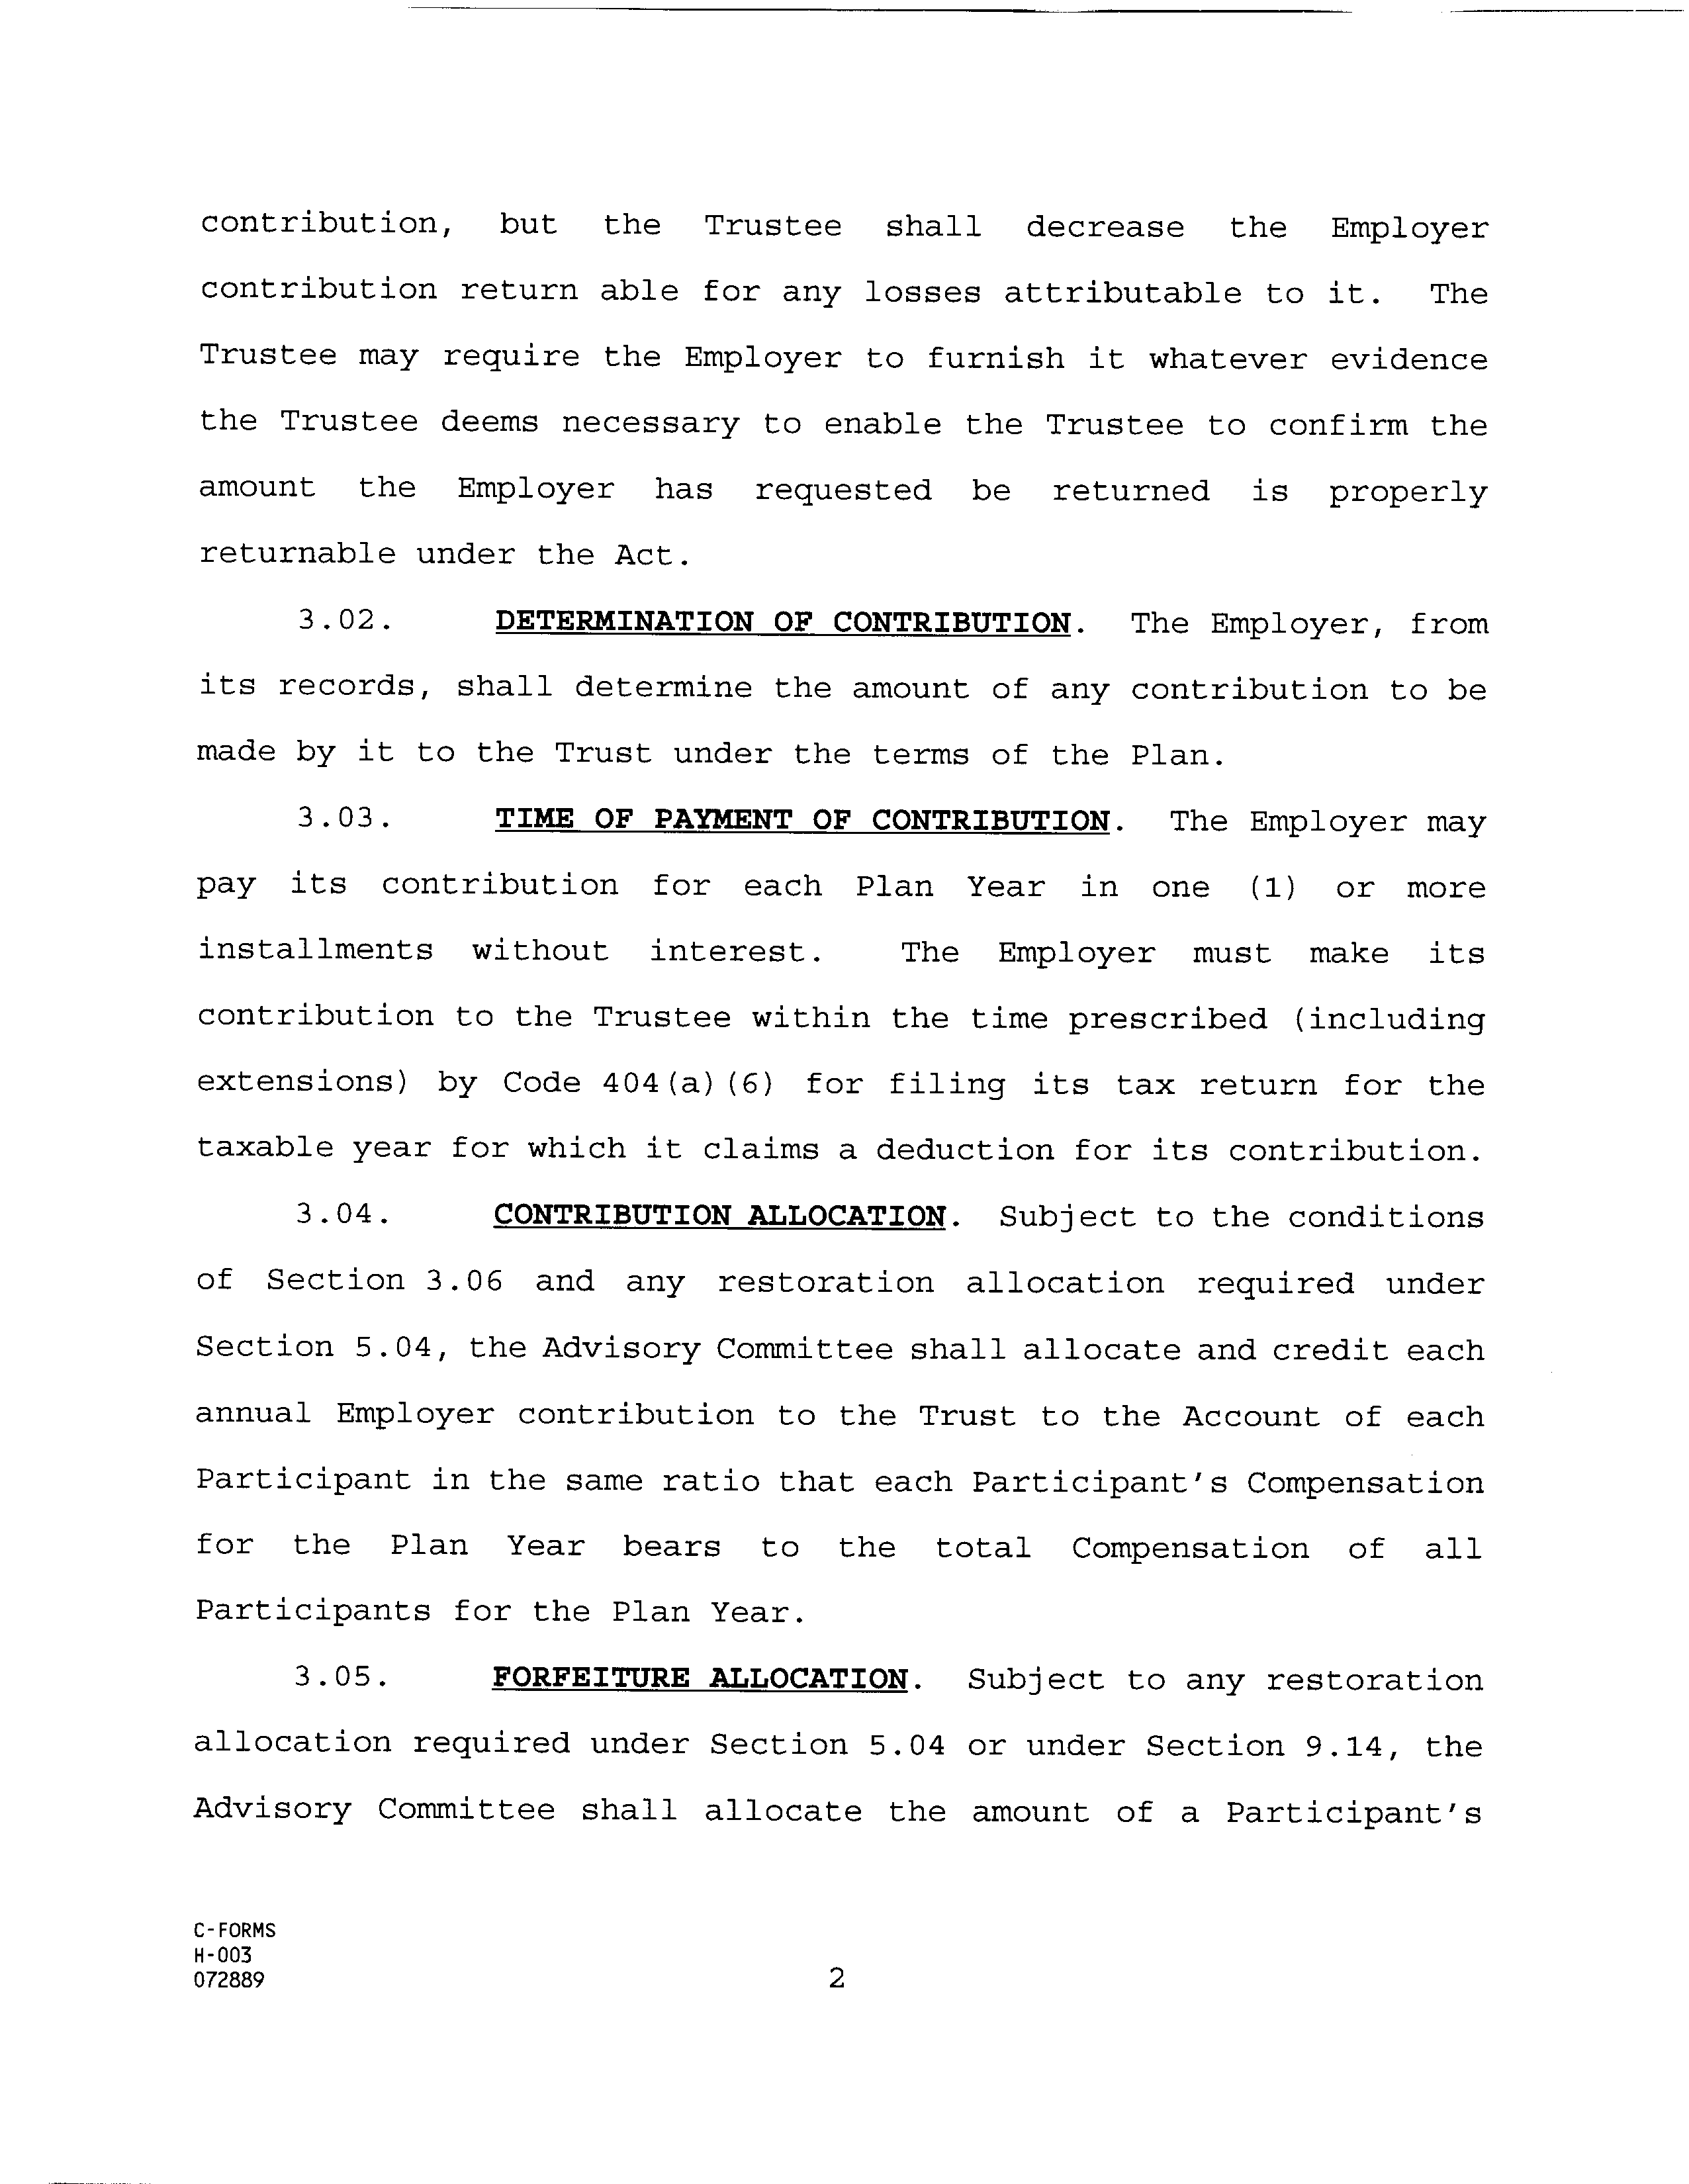 contribution, but the Trustee shall decrease the Employer
contribution return able for any losses attributable to it. The
Trustee may require the Employer to furnish it whatever evidence
the Trustee deems necessary to enable the Trustee to confirm the
amount the Employer has requested be returned is properly
returnable under the Act.
3.02. DETERMINATION OF CONTRIBUTION. The Employer, from
its records, shall determine the amount of any contribution to be
made by it to the Trust under the terms of the Plan.
3.03. TIME OF PAYMENT OF CONTRIBUTION. The Employer may
pay its contribution for each Plan Year in one (1) or more
installments without interest. The Employer must make its
contribution to the Trustee within the time prescribed (including
extensions) by Code 404(a)(6) for filing its tax return for the
taxable year for which it claims a deduction for its contribution.
3.04. CONTRIBUTION ALLOCATION. Subject to the conditions
of Section 3.06 and any restoration allocation required under
Section 5.04, the Advisory Committee shall allocate and credit each
annual Employer contribution to the Trust to the Account of each
Participant in the same ratio that each Participant's Compensation
for the Plan Year bears to the total Compensation of all
Participants for the Plan Year.
3.05. FORFEITURE ALLOCATION. Subject to any restoration
allocation required under Section 5.04 or under Section 9.14, the
Advisory Committee shall allocate the amount of a Participant's
C-FORMS
H-003
072889
2